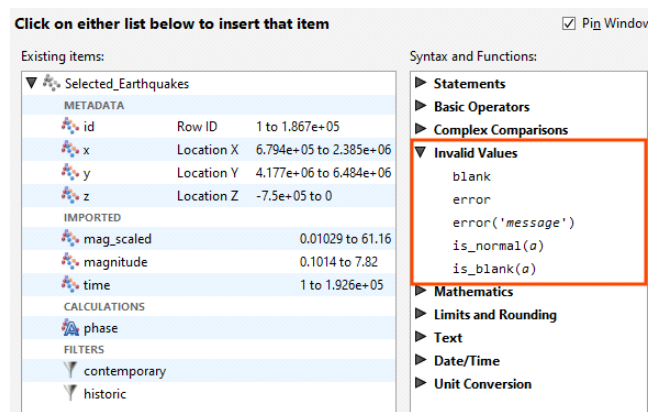 Click on either list below to insert that item
Pin Window
Existing items:
Selected_Earthquakes
METADATA
id Row ID 1 to 1.867e+05
x Location X 6.794e+05 to 2.385e+06
y Location Y 4.177e+06 to 6.484e+06
z Location Z -7.5e+05 to 0
IMPORTED
mag_scaled 0.01029 to 61.16
magnitude 0.1014 to 7.82
time 1 to 1.926e+05
CALCULATIONS
phase
FILTERS
contemporary
historic
Syntax and Functions:
Statements
Basic Operators
Complex Comparisons
Invalid Values
blank
error
error('message')
is_normal(a)
is_blank(a)
Mathematics
Limits and Rounding
Text
Date/Time
Unit Conversion